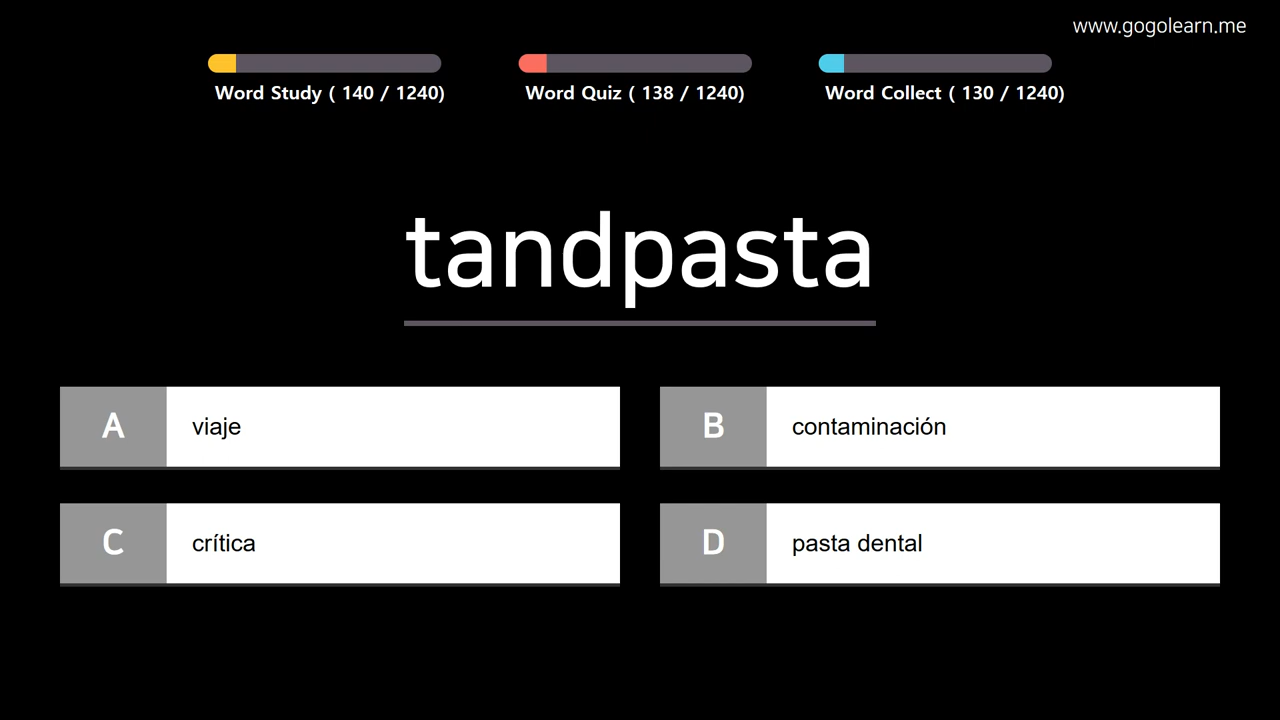 www.gogolearn.me
Word Study ( 140 / 1240)
Word Quiz ( 138 / 1240)
Word Collect ( 130 / 1240)
tandpasta
A viaje
B contaminación
C crítica
D pasta dental